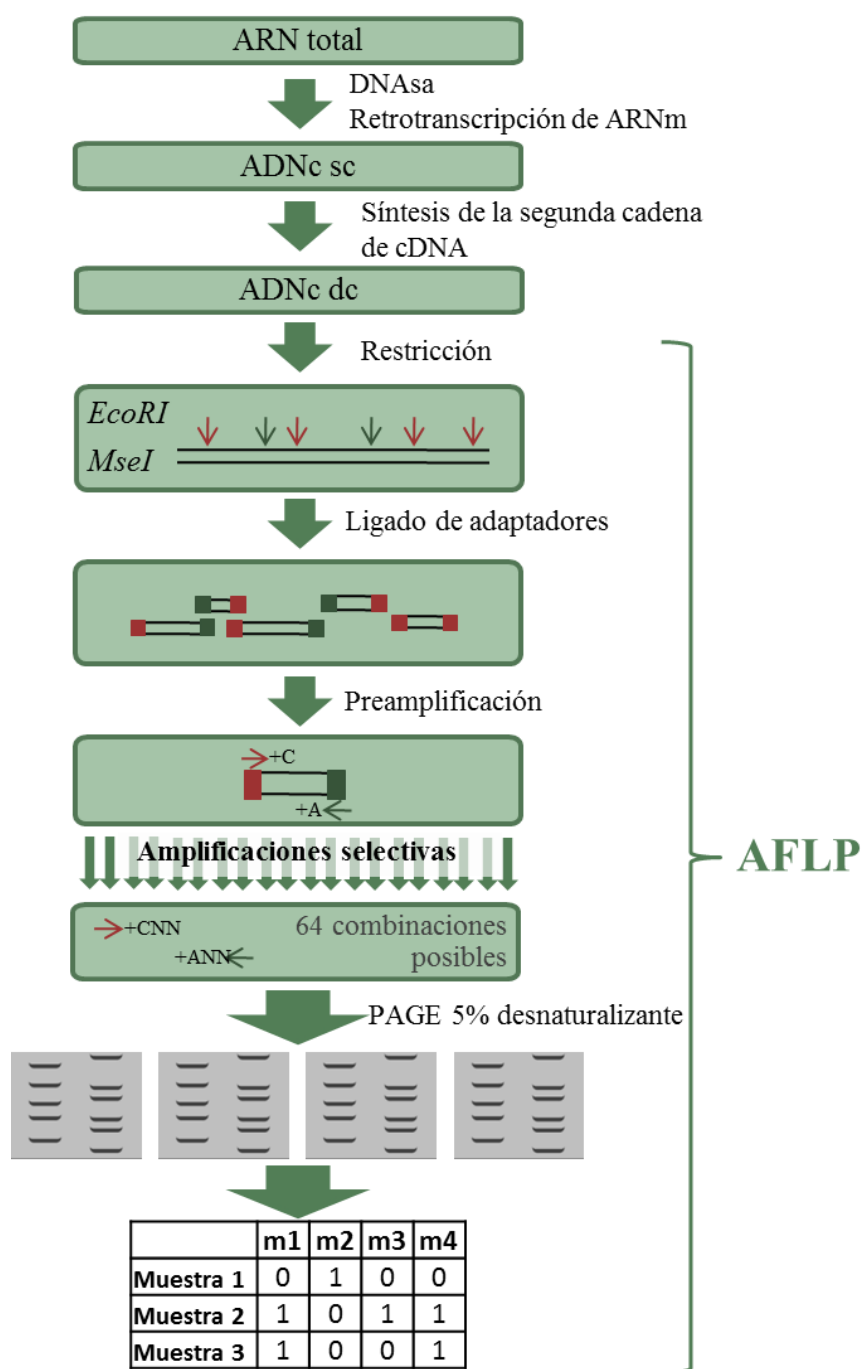 ARN total
DNAsa
Retrotranscripción de ARNm
ADNc sc
Síntesis de la segunda cadena
de cDNA
ADNc dc
Restricción
EcoRI
MseI
Ligado de adaptadores
Preamplificación
+C
+A
Amplificaciones selectivas
AFLP
+CNN
64 combinaciones
+ANN
posibles
PAGE 5% desnaturalizante
m1 m2 m3 m4
Muestra 1 0 1 0 0
Muestra 2 1 0 1 1
Muestra 3 1 0 0 1